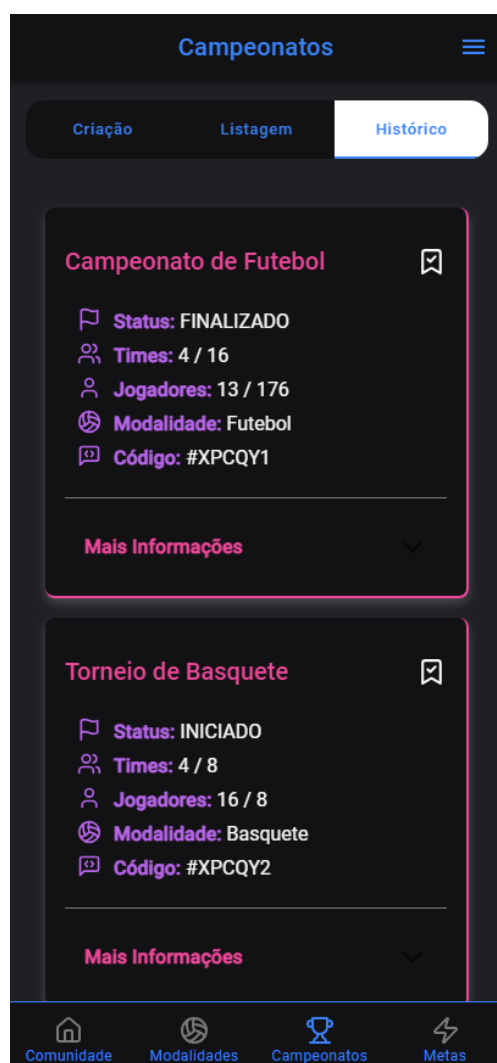 Campeonatos
Criação Listagem Histórico
Campeonato de Futebol
Status: FINALIZADO
Times: 4 / 16
Jogadores: 13 / 176
Modalidade: Futebol
Código: #XPCQY1
Mais Informações
Torneio de Basquete
Status: INICIADO
Times: 4 / 8
Jogadores: 16 / 8
Modalidade: Basquete
Código: #XPCQY2
Mais Informações
Comunidade Modalidades Campeonatos Metas